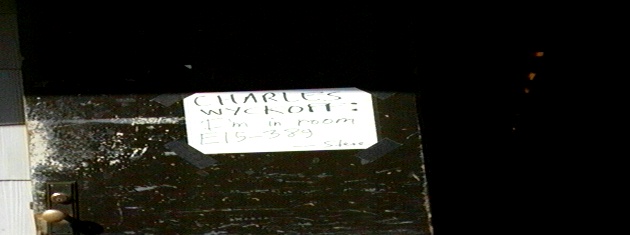 CHARLES
WYCKOFF:
I'm in room
E15-389
- Steve